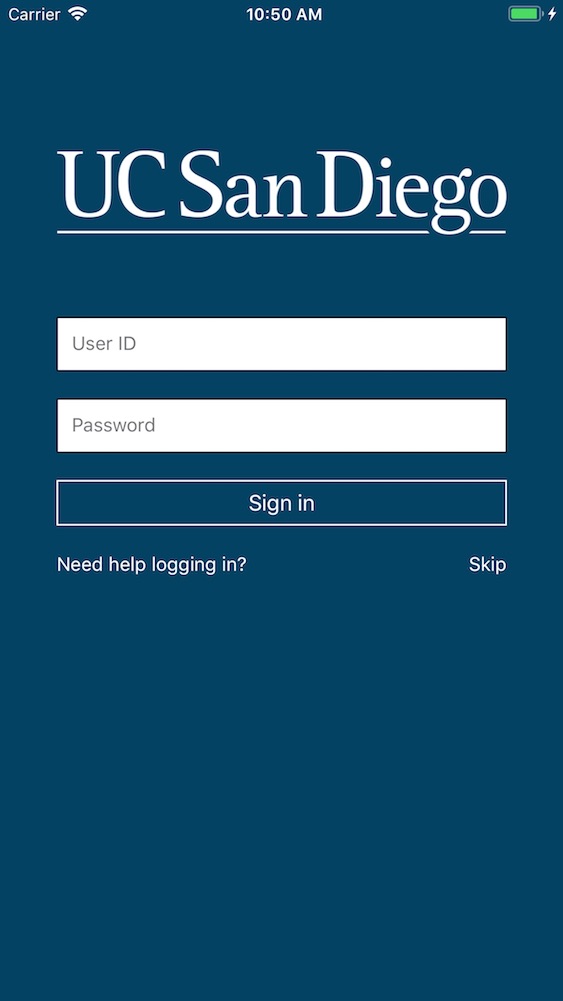 Carrier 10:50 AM
UC San Diego
User ID
Password
Sign in
Need help logging in? Skip